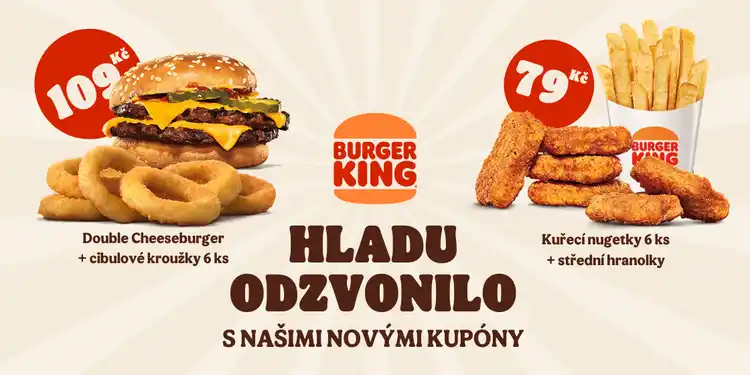 109 Kč
Double Cheeseburger
+ cibulové kroužky 6 ks
BURGER
KING
HLADU
ODZVONILO
S NAŠIMI NOVÝMI KUPÓNY
79 Kč
BURGER
KING
Kuřecí nugetky 6 ks
+ střední hranolky